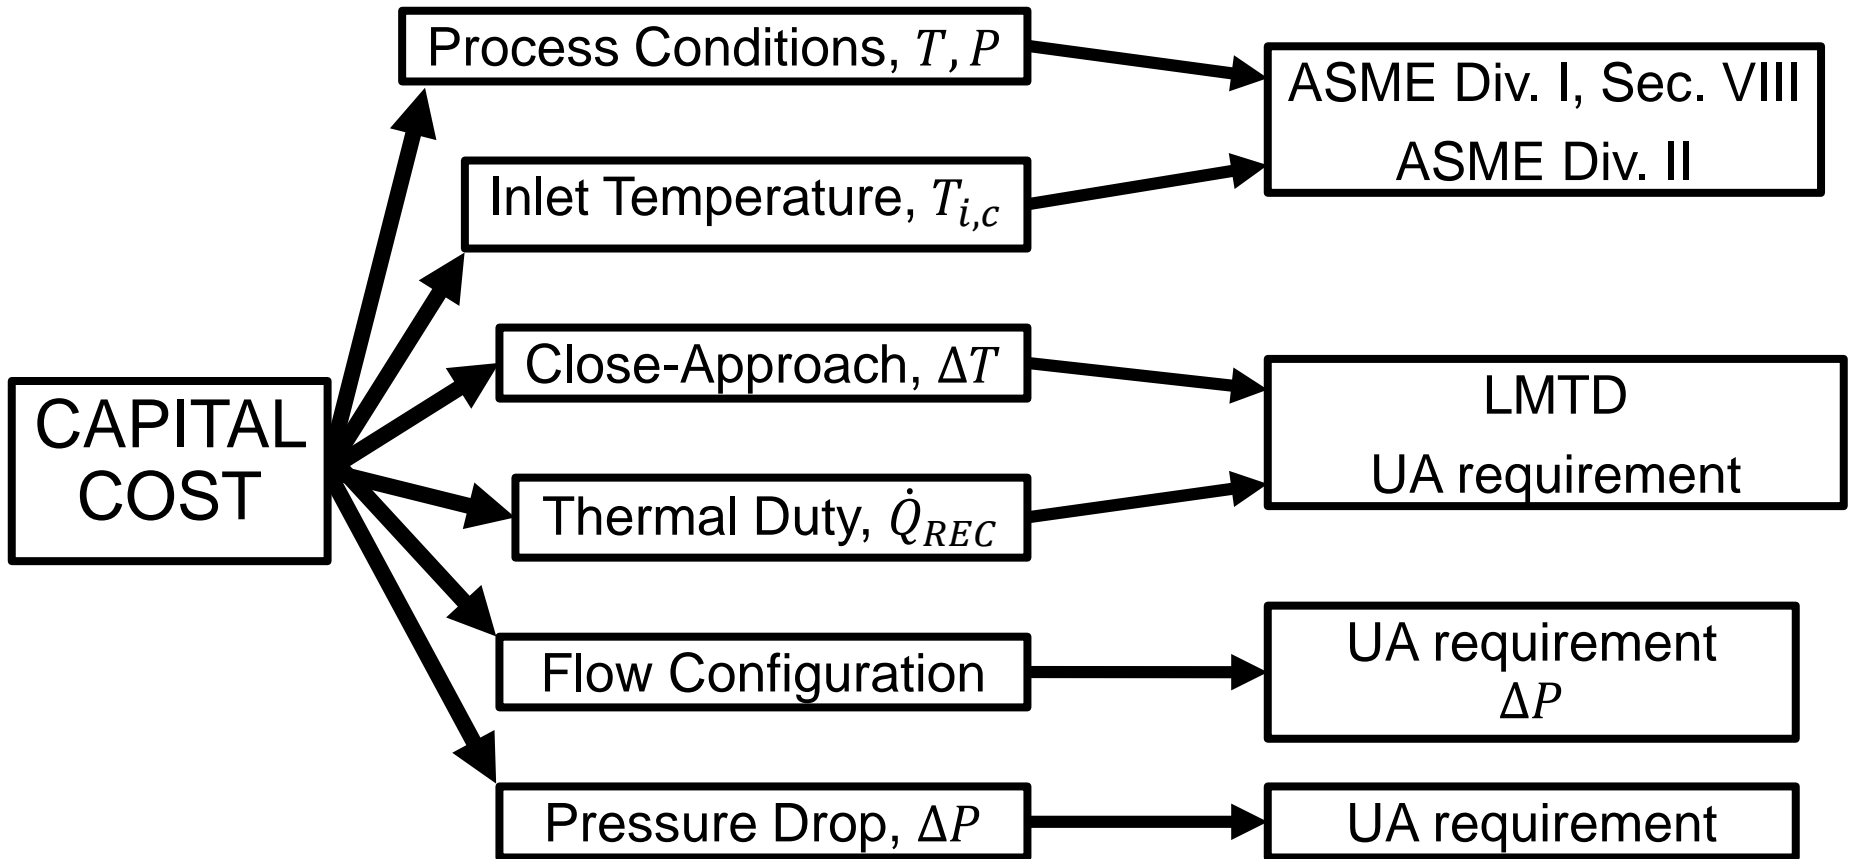 Process Conditions, T, P
ASME Div. I, Sec. VIII
ASME Div. II
Inlet Temperature, T_{i,c}
Close-Approach, ΔT
LMTD
UA requirement
CAPITAL
COST
Thermal Duty, Q̇_{REC}
Flow Configuration
UA requirement
ΔP
Pressure Drop, ΔP
UA requirement